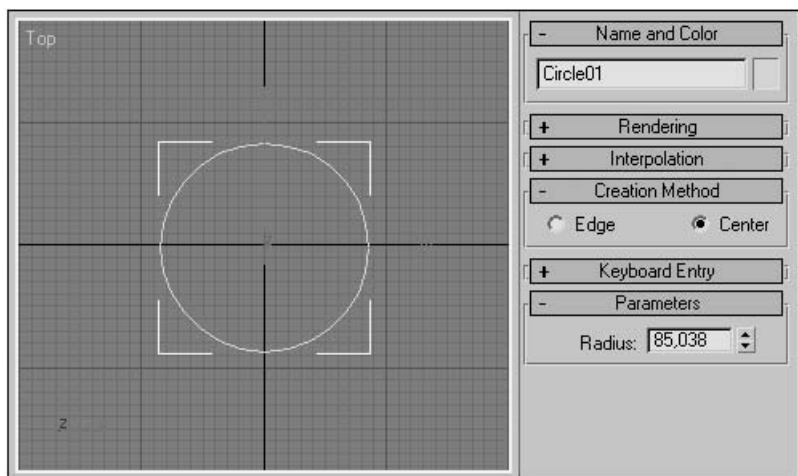 Top
z
- Name and Color
Circle01
+ Rendering
+ Interpolation
- Creation Method
Edge Center
+ Keyboard Entry
- Parameters
Radius: 85,038